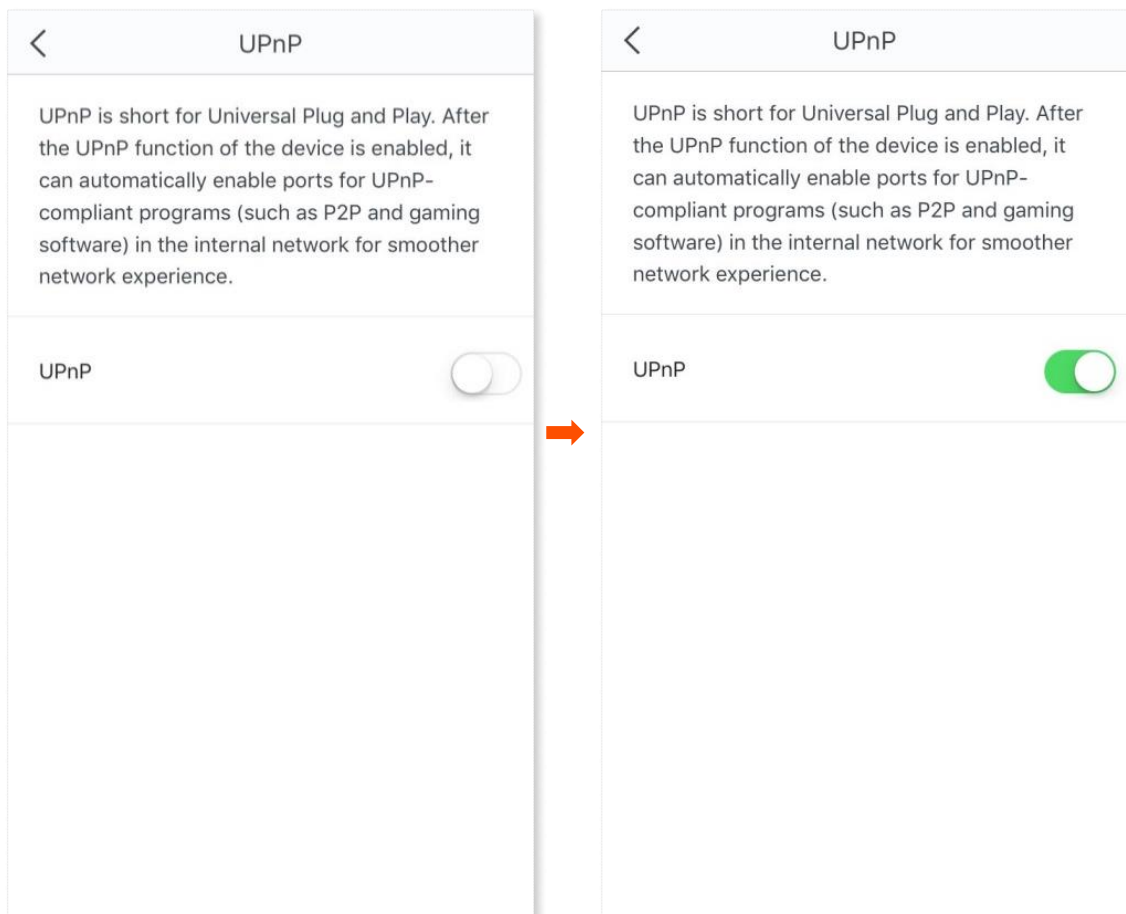 UPnP
UPnP is short for Universal Plug and Play. After
the UPnP function of the device is enabled, it
can automatically enable ports for UPnP-
compliant programs (such as P2P and gaming
software) in the internal network for smoother
network experience.
UPnP
UPnP
UPnP is short for Universal Plug and Play. After
the UPnP function of the device is enabled, it
can automatically enable ports for UPnP-
compliant programs (such as P2P and gaming
software) in the internal network for smoother
network experience.
UPnP